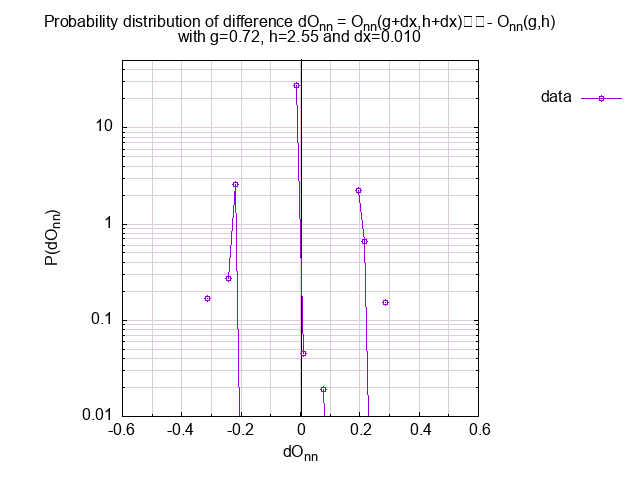 Probability distribution of difference dOnn = Onn(g+dx,h+dx)□□- Onn(g,h)
with g=0.72, h=2.55 and dx=0.010
data
10
1
0.1
0.01
P(dOnn)
-0.6 -0.4 -0.2 0 0.2 0.4 0.6
dOnn